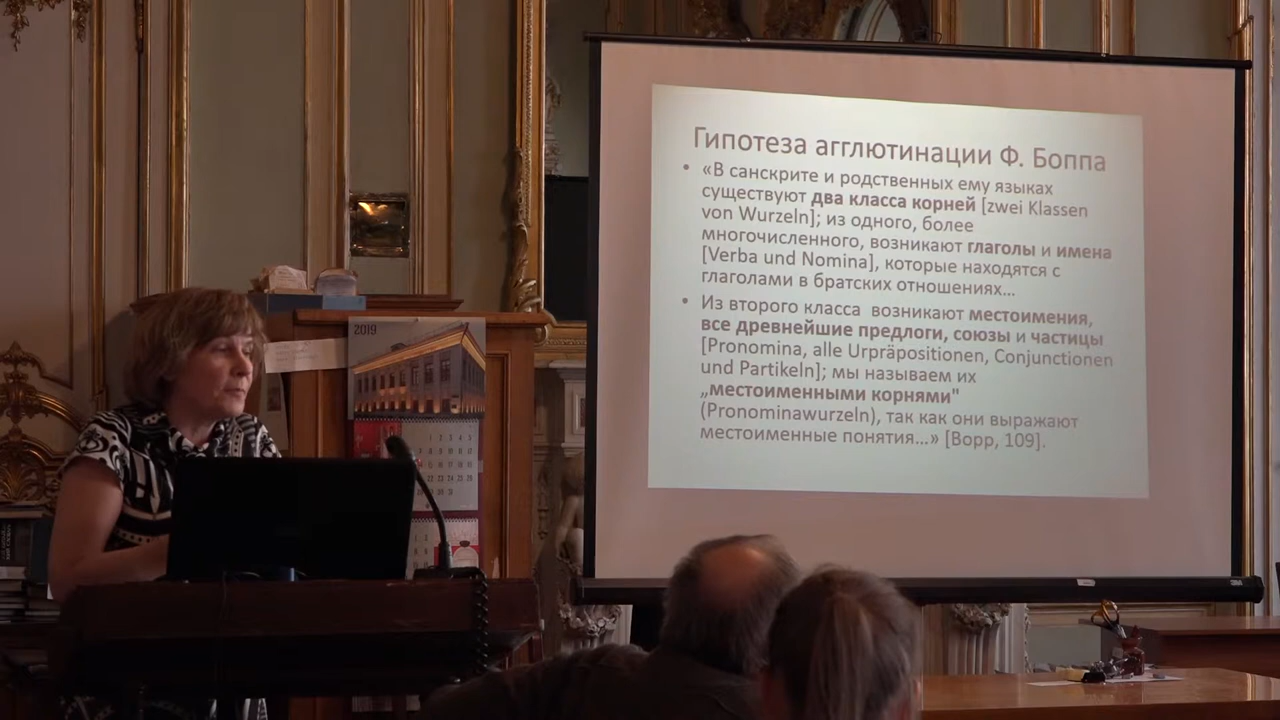 Гипотеза агглютинации Ф. Боппа
• «В санскрите и родственных ему языках
существуют два класса корней [zwei Klassen
von Wurzeln]; из одного, более
многочисленного, возникают глаголы и имена
[Verba und Nomina], которые находятся с
глаголами в братских отношениях…
• Из второго класса возникают местоимения,
все древнейшие предлоги, союзы и частицы
[Pronomina, alle Urpräpositionen, Conjunctionen
und Partikeln]; мы называем их
„местоименными корнями"
(Pronominawurzeln), так как они выражают
местоименные понятия…» [Bopp, 109].
2019